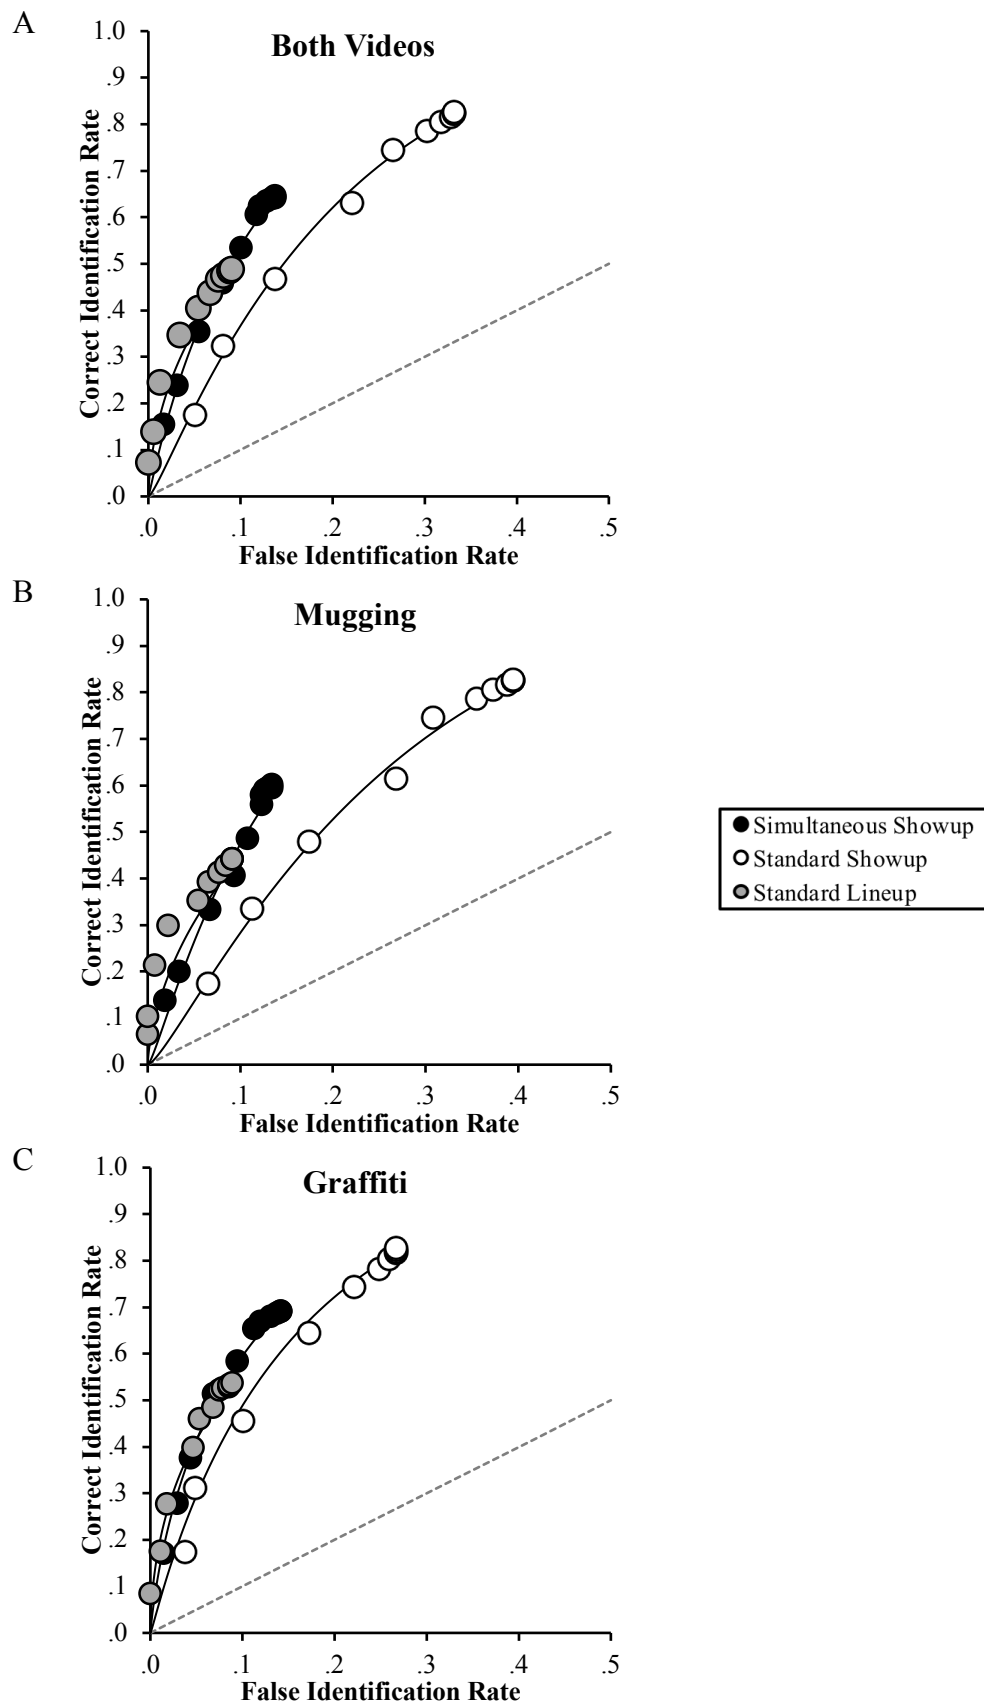 A
Both Videos
1.0
.9
.8
.7
.6
.5
.4
.3
.2
.1
.0
Correct Identification Rate
.0 .1 .2 .3 .4 .5
False Identification Rate
B
Mugging
1.0
.9
.8
.7
.6
.5
.4
.3
.2
.1
.0
Correct Identification Rate
.0 .1 .2 .3 .4 .5
False Identification Rate
Simultaneous Showup
Standard Showup
Standard Lineup
C
Graffiti
1.0
.9
.8
.7
.6
.5
.4
.3
.2
.1
.0
Correct Identification Rate
.0 .1 .2 .3 .4 .5
False Identification Rate